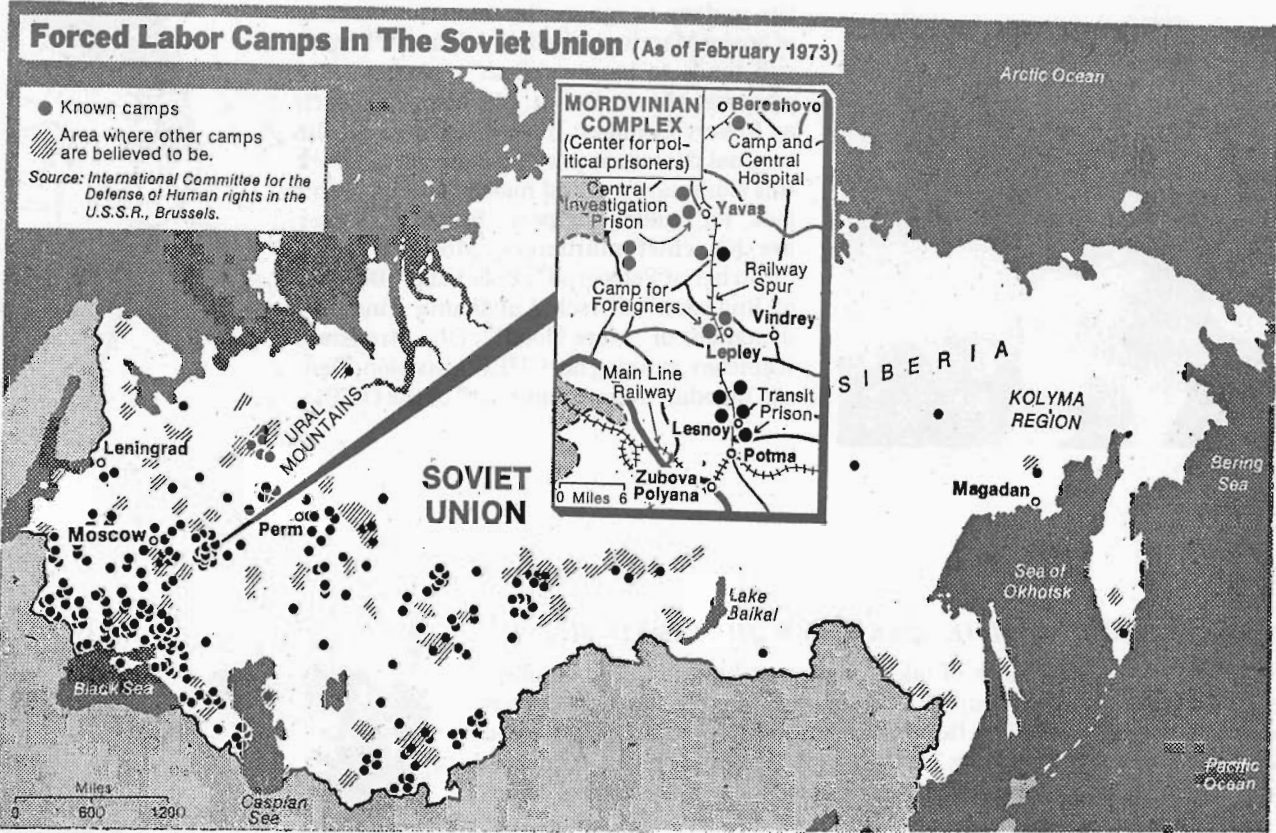 Forced Labor Camps In The Soviet Union (As of February 1973)
Known camps
Area where other camps
are believed to be.
Source: International Committee for the
Defense of Human rights in the
U.S.S.R., Brussels.
MORDVINIAN
COMPLEX
(Center for pol-
itical prisoners)
Bereshovo
Camp and
Central
Hospital
Central
Investigation
Prison
Yavas
Railway
Spur
Camp for
Foreigners
Vindrey
Lepley
Main Line
Railway
Transit
Prison
Lesnoy
Potma
Zubova
Polyana
0 Miles 6
Arctic Ocean
SIBERIA
KOLYMA
REGION
Bering
Sea
Magadan
Sea of
Okhotsk
Pacific
Ocean
Leningrad
URAL
MOUNTAINS
SOVIET
UNION
Moscow
Perm
Lake
Baikal
Black Sea
Caspian
Sea
Miles
0 600 1200